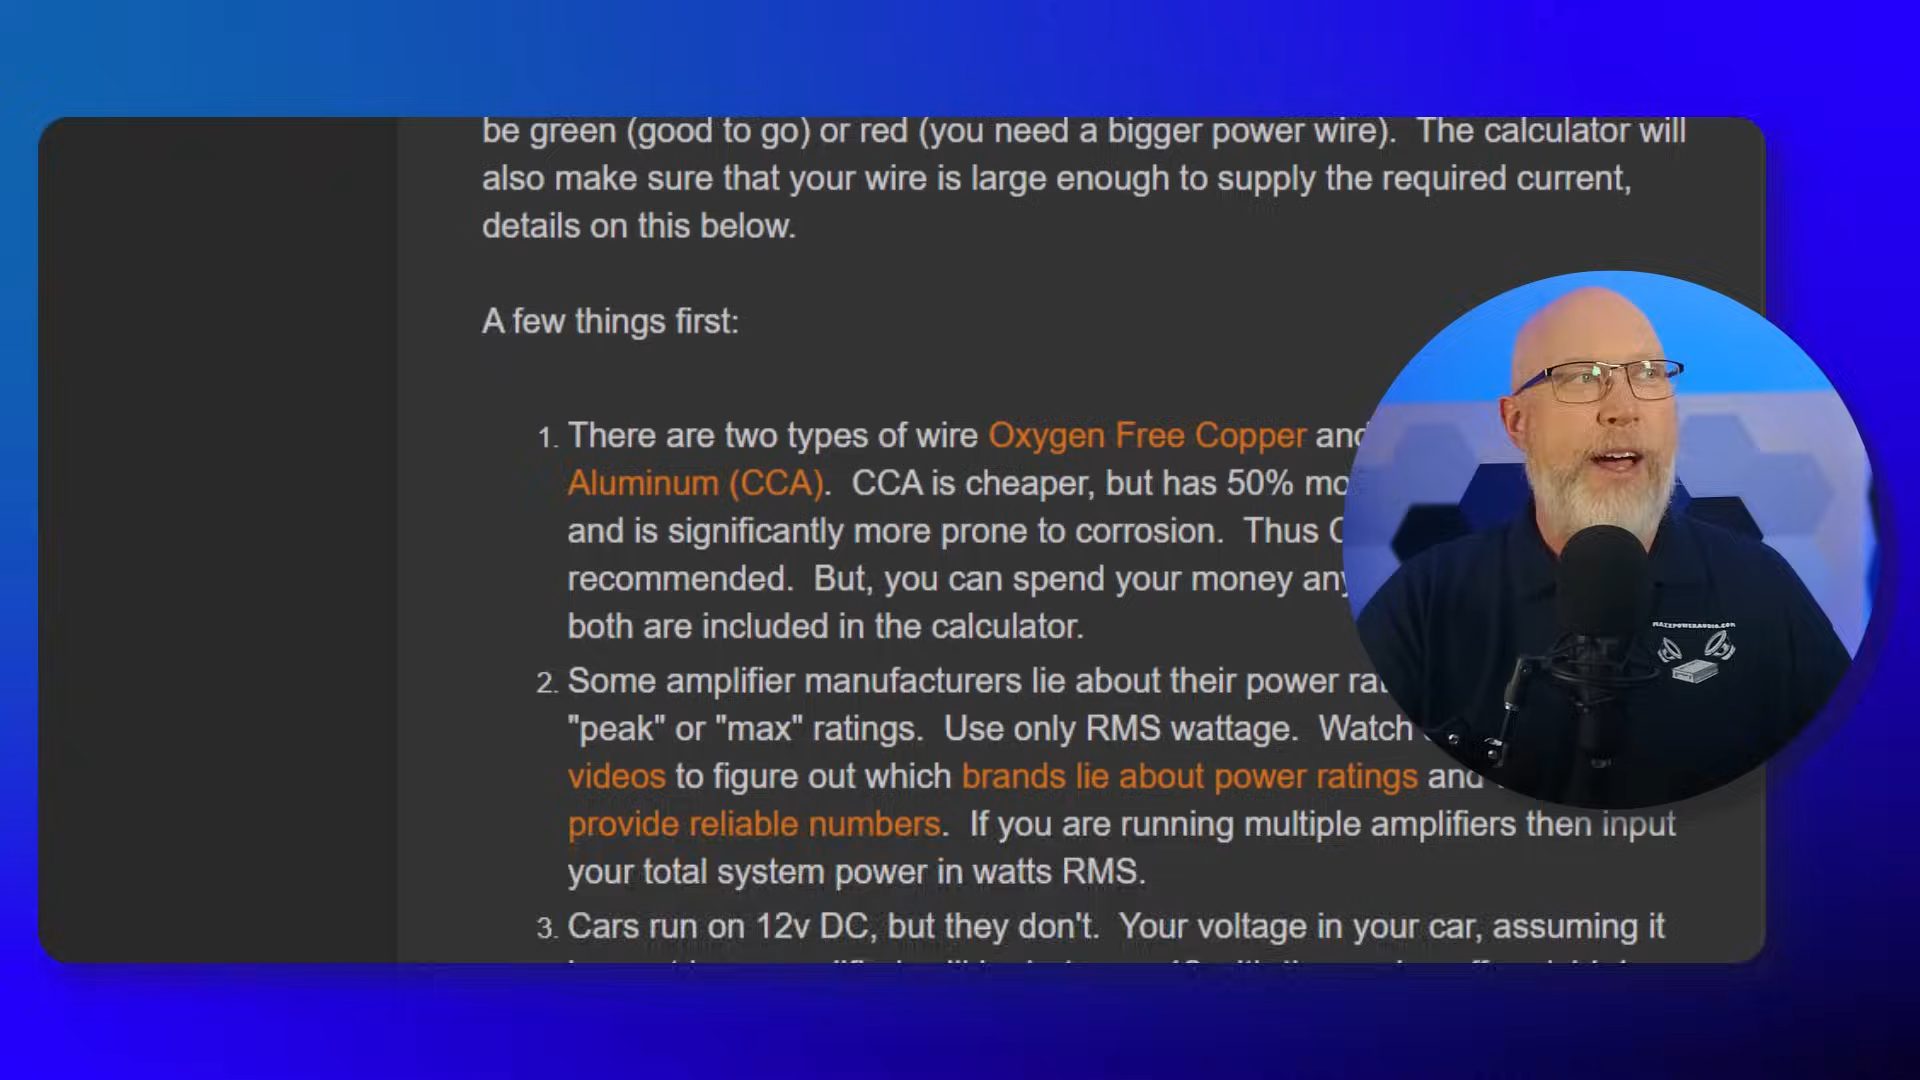 be green (good to go) or red (you need a bigger power wire). The calculator will
also make sure that your wire is large enough to supply the required current,
details on this below.
A few things first:
1. There are two types of wire Oxygen Free Copper and
Aluminum (CCA). CCA is cheaper, but has 50% mo
and is significantly more prone to corrosion. Thus
recommended. But, you can spend your money any
both are included in the calculator.
2. Some amplifier manufacturers lie about their power rat
"peak" or "max" ratings. Use only RMS wattage. Watch
videos to figure out which brands lie about power ratings and
provide reliable numbers. If you are running multiple amplifiers then input
your total system power in watts RMS.
3. Cars run on 12v DC, but they don't. Your voltage in your car, assuming it